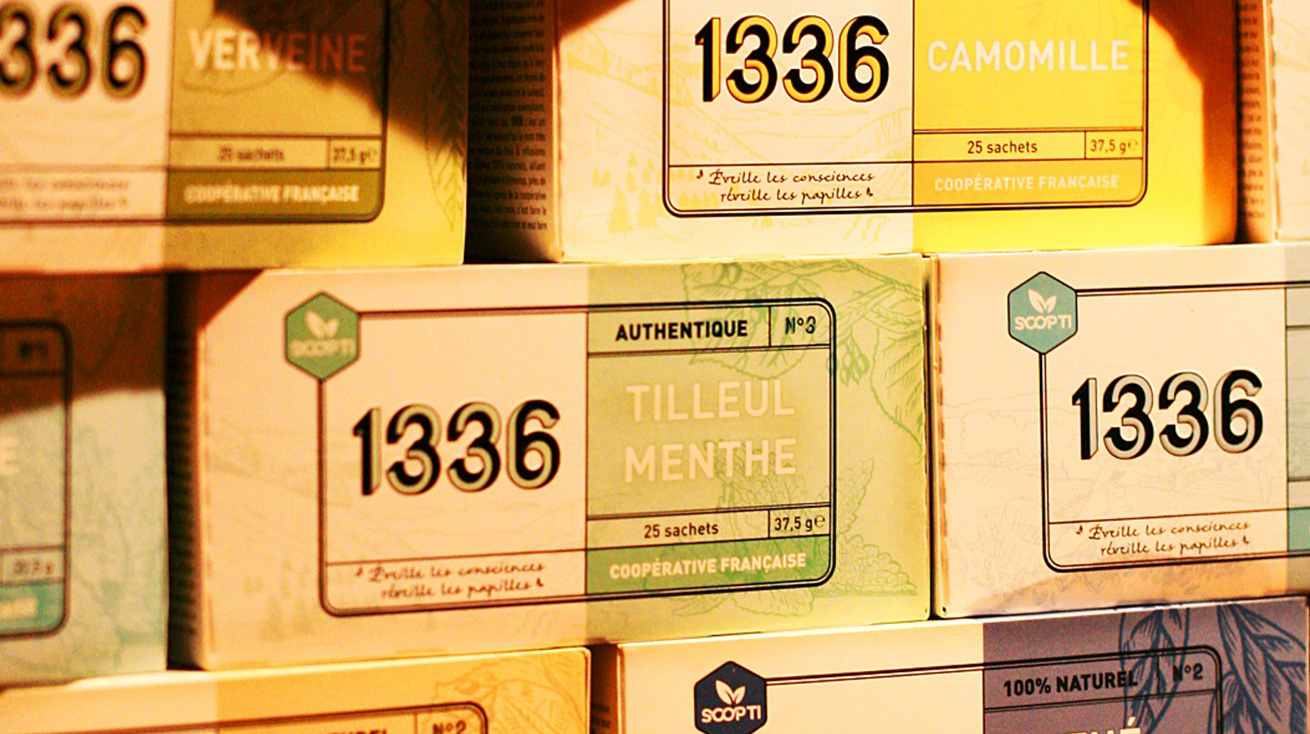 1336
VERVEINE
25 sachets
37,5 g℮
COOPÉRATIVE FRANÇAISE
1336
CAMOMILLE
25 sachets
37,5 g℮
Éveille les consciences
réveille les papilles
COOPÉRATIVE FRANÇAISE
N°1
SCOPTI
1336
AUTHENTIQUE
N°3
TILLEUL
MENTHE
25 sachets
37,5 g℮
Éveille les consciences
réveille les papilles
COOPÉRATIVE FRANÇAISE
SCOPTI
1336
Éveille les consciences
réveille les papilles
N°2
SCOPTI
100% NATUREL
N°2